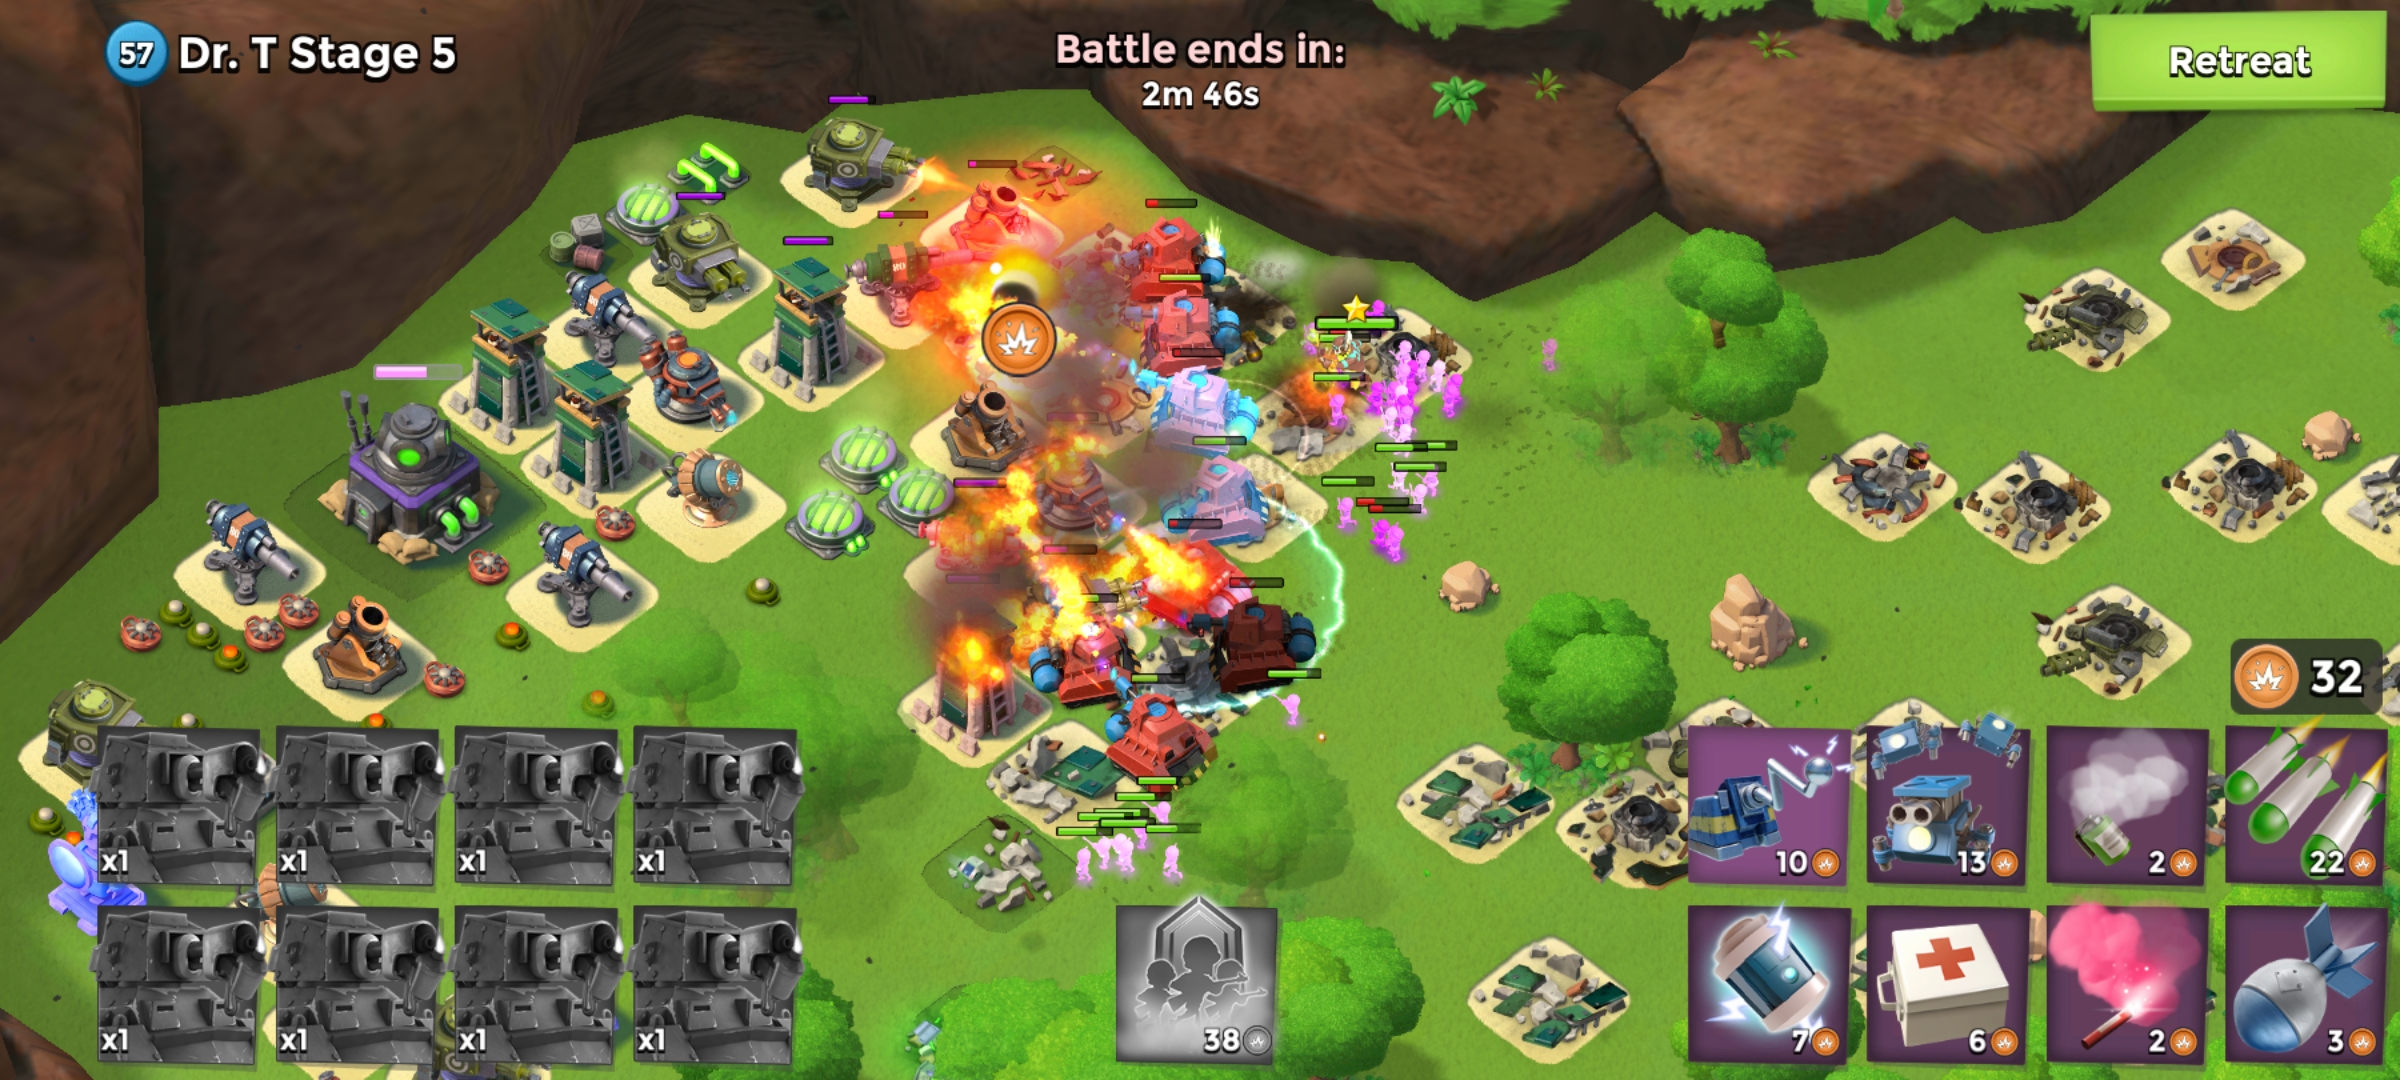 57 Dr. T Stage 5
Battle ends in:
2m 46s
Retreat
32
10
13
2
22
x1
x1
x1
x1
7
6
2
3
x1
x1
x1
x1
38